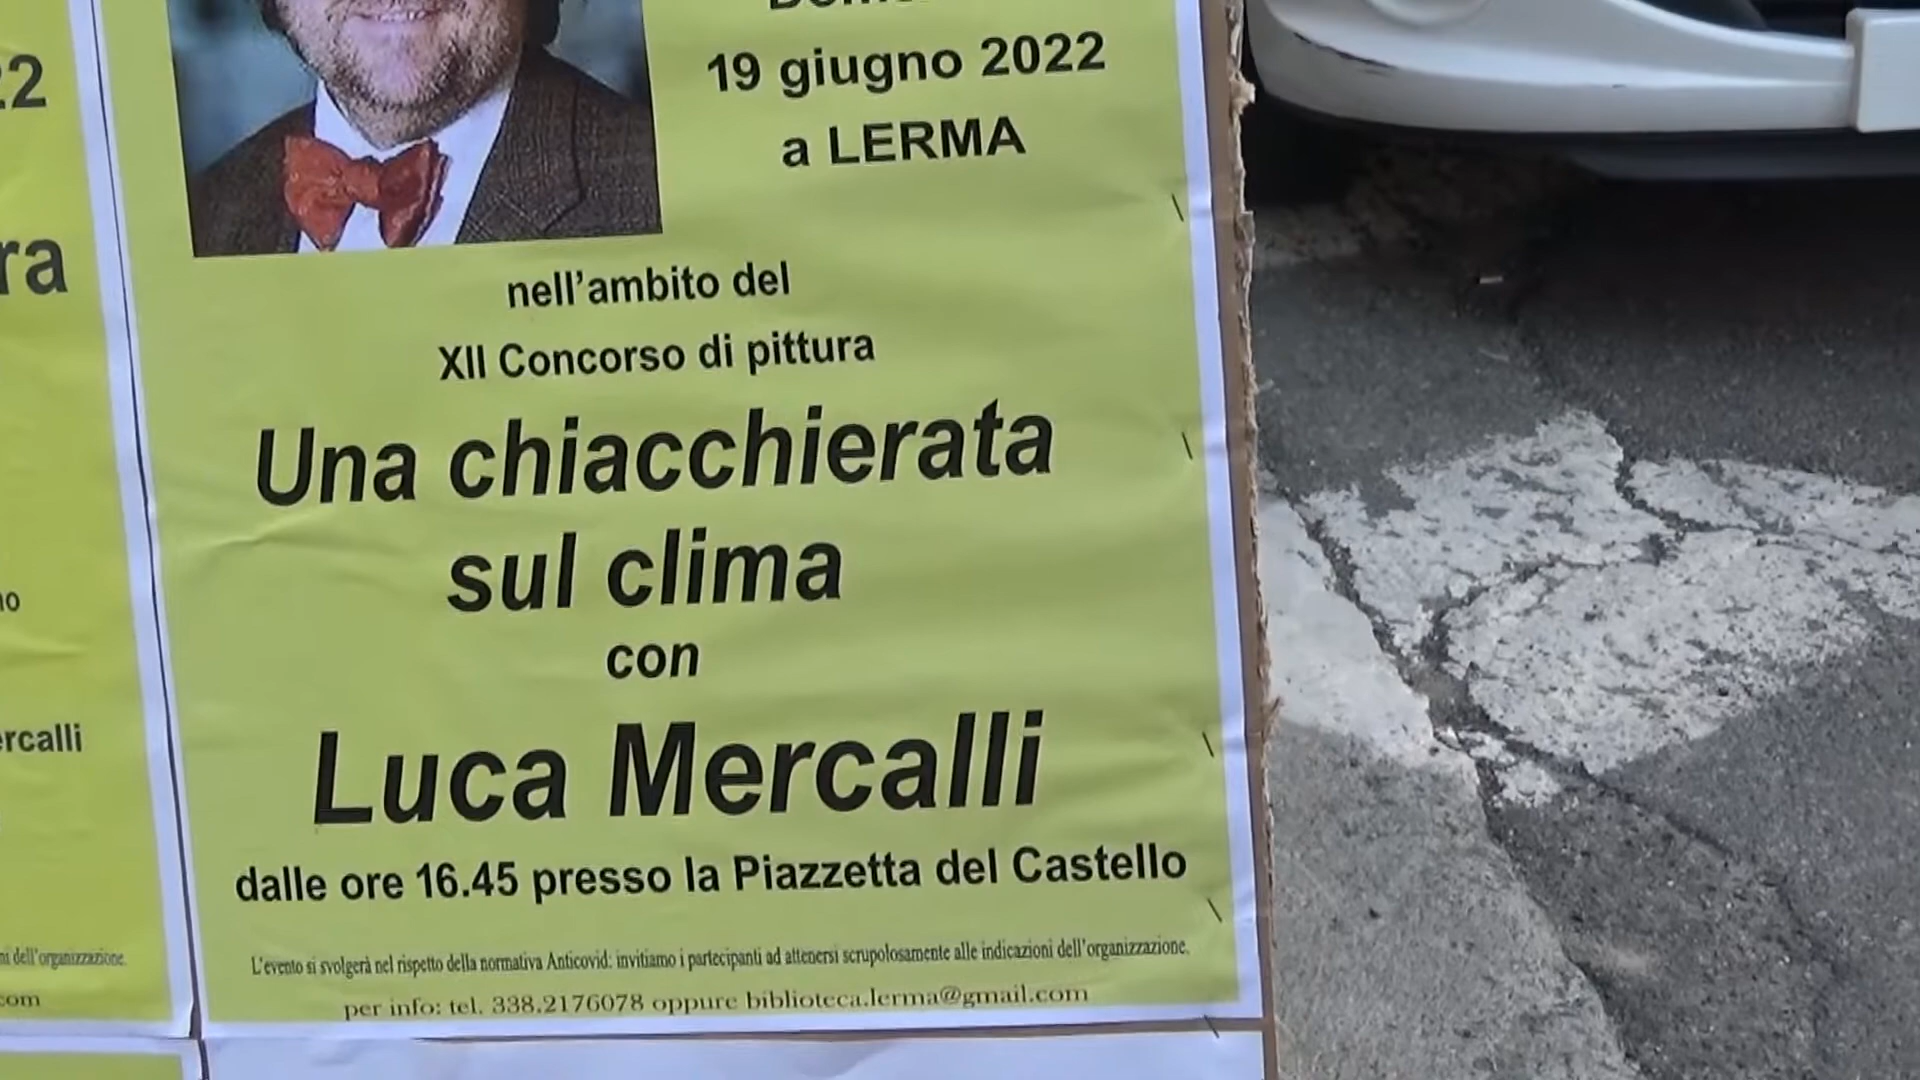 19 giugno 2022
a LERMA
nell'ambito del
XII Concorso di pittura
Una chiacchierata
sul clima
con
Luca Mercalli
dalle ore 16.45 presso la Piazzetta del Castello
L'evento si svolgerà nel rispetto della normativa Anticovid: invitiamo i partecipanti ad attenersi scrupolosamente alle indicazioni dell'organizzazione.
per info: tel. 338.2176078 oppure biblioteca.lerma@gmail.com
dell'organizzazione.